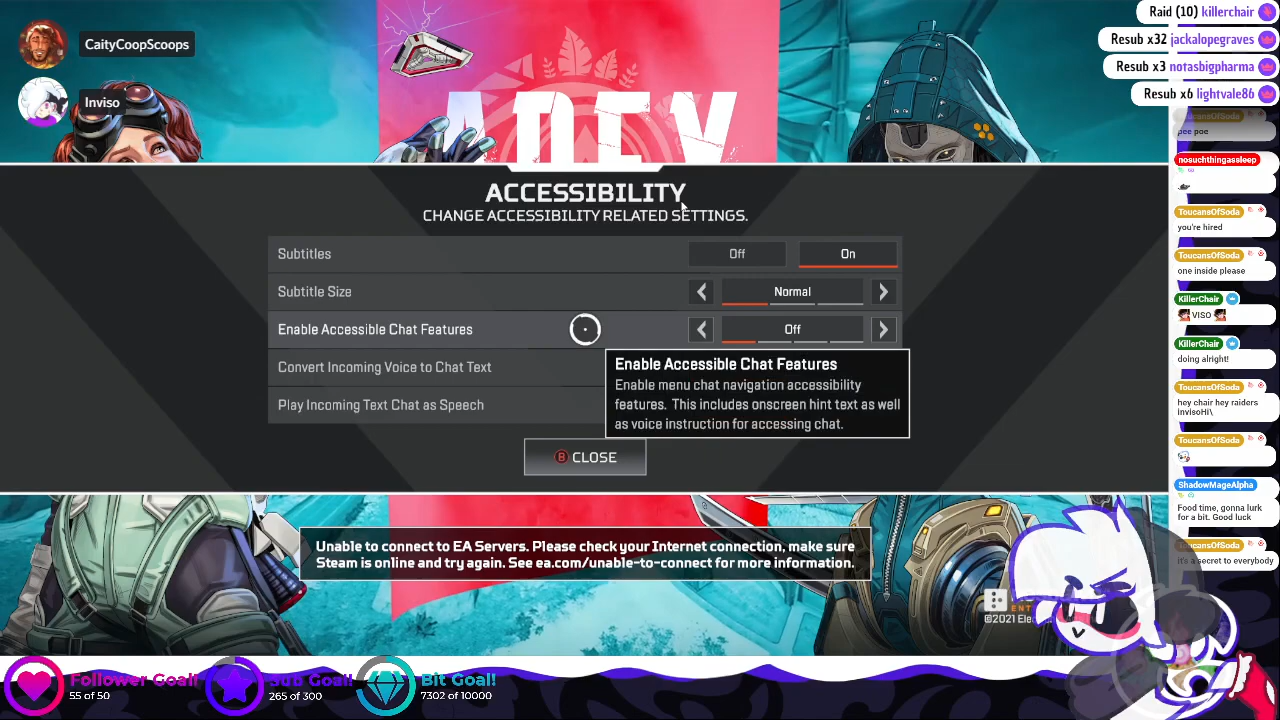 CaityCoopScoops
Inviso
DEV
Raid (10) killerchair
Resub x32 jackalopegraves
Resub x3 notasbigpharma
Resub x6 lightvale86
ACCESSIBILITY
CHANGE ACCESSIBILITY RELATED SETTINGS.
Subtitles Off On
Subtitle Size Normal
Enable Accessible Chat Features Off
Convert Incoming Voice to Chat Text
Play Incoming Text Chat as Speech
Enable Accessible Chat Features
Enable menu chat navigation accessibility
features. This includes onscreen hint text as well
as voice instruction for accessing chat.
B CLOSE
Unable to connect to EA Servers. Please check your Internet connection, make sure
Steam is online and try again. See ea.com/unable-to-connect for more information.
©2021 Ele
ToucansOfSoda
pee poe
nosuchthingassleep
ToucansOfSoda
you're hired
ToucansOfSoda
one inside please
KillerChair
VISO
KillerChair
doing alright!
ToucansOfSoda
hey chair hey raiders
invisoHi\
ToucansOfSoda
ShadowMageAlpha
Food time, gonna lurk
for a bit. Good luck
ToucansOfSoda
it's a secret to everybody
Follower Goal!
55 of 50
Sub Goal!
265 of 300
Bit Goal!
7302 of 10000